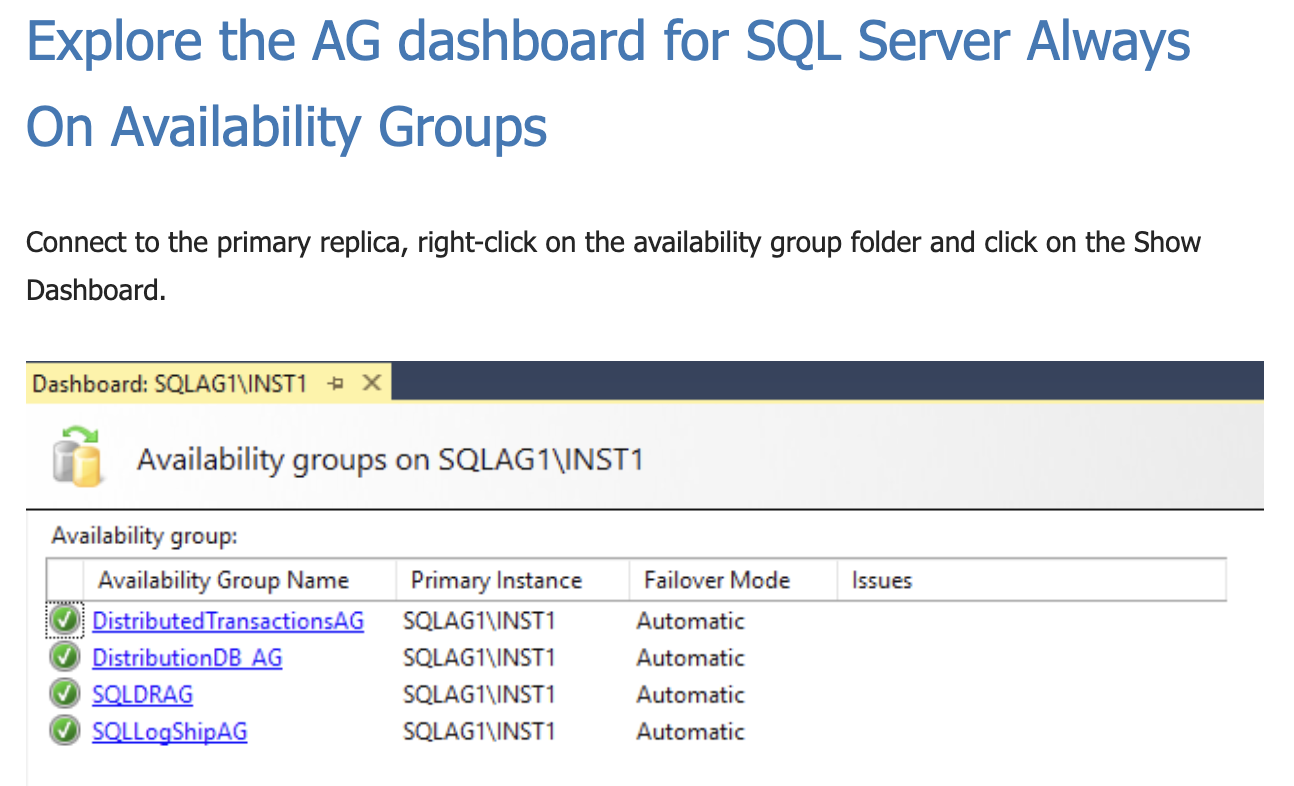 Explore the AG dashboard for SQL Server Always
On Availability Groups
Connect to the primary replica, right-click on the availability group folder and click on the Show
Dashboard.
Dashboard: SQLAG1\INST1
Availability groups on SQLAG1\INST1
Availability group:
Availability Group Name Primary Instance Failover Mode Issues
DistributedTransactionsAG SQLAG1\INST1 Automatic
DistributionDB_AG SQLAG1\INST1 Automatic
SQLDRAG SQLAG1\INST1 Automatic
SQLLogShipAG SQLAG1\INST1 Automatic